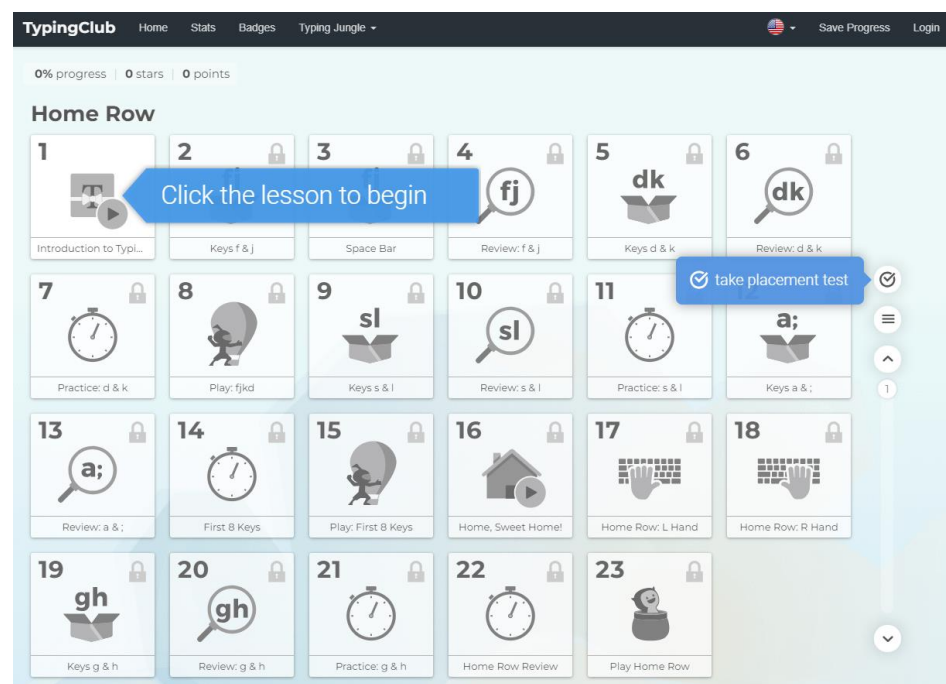 TypingClub Home Stats Badges Typing Jungle Save Progress Login
0% progress | 0 stars | 0 points
Home Row
1 2 3 4 5 6
T fj dk dk
Click the lesson to begin
Introduction to Typi... Keys f & j Space Bar Review: f & j Keys d & k Review: d & k
take placement test
7 8 9 10 11
sl sl a;
Practice: d & k Play: fjkd Keys s & l Review: s & l Practice: s & l Keys a & ;
1
13 14 15 16 17 18
a;
Review: a & ; First 8 Keys Play: First 8 Keys Home, Sweet Home! Home Row: L Hand Home Row: R Hand
19 20 21 22 23
gh gh
Keys g & h Review: g & h Practice: g & h Home Row Review Play Home Row